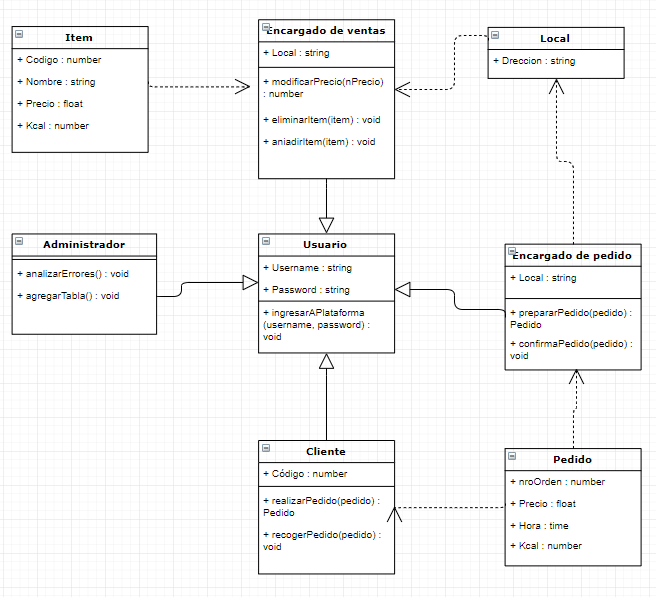 Item
+ Codigo : number
+ Nombre : string
+ Precio : float
+ Kcal : number
Encargado de ventas
+ Local : string
+ modificarPrecio(nPrecio)
: number
+ eliminarItem(item) : void
+ aniadirItem(item) : void
Local
+ Dreccion : string
Administrador
+ analizarErrores() : void
+ agregarTabla() : void
Usuario
+ Username : string
+ Password : string
+ ingresarAPlataforma
(username, password) :
void
Encargado de pedido
+ Local : string
+ prepararPedido(pedido) :
Pedido
+ confirmaPedido(pedido) :
void
Cliente
+ Código : number
+ realizarPedido(pedido) :
Pedido
+ recogerPedido(pedido) :
void
Pedido
+ nroOrden : number
+ Precio : float
+ Hora : time
+ Kcal : number